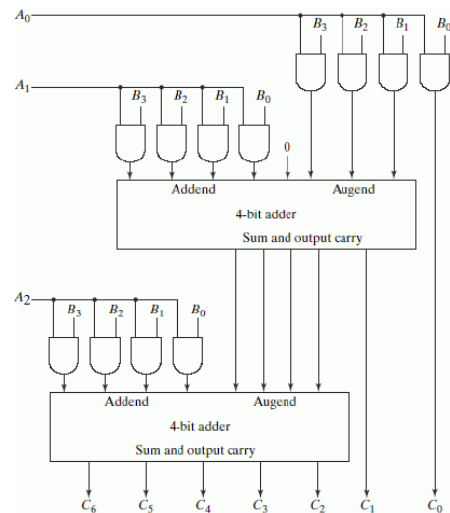 A0
B3 B2 B1 B0
A1
B3 B2 B1 B0
0
Addend Augend
4-bit adder
Sum and output carry
A2
B3 B2 B1 B0
Addend Augend
4-bit adder
Sum and output carry
C6 C5 C4 C3 C2 C1 C0